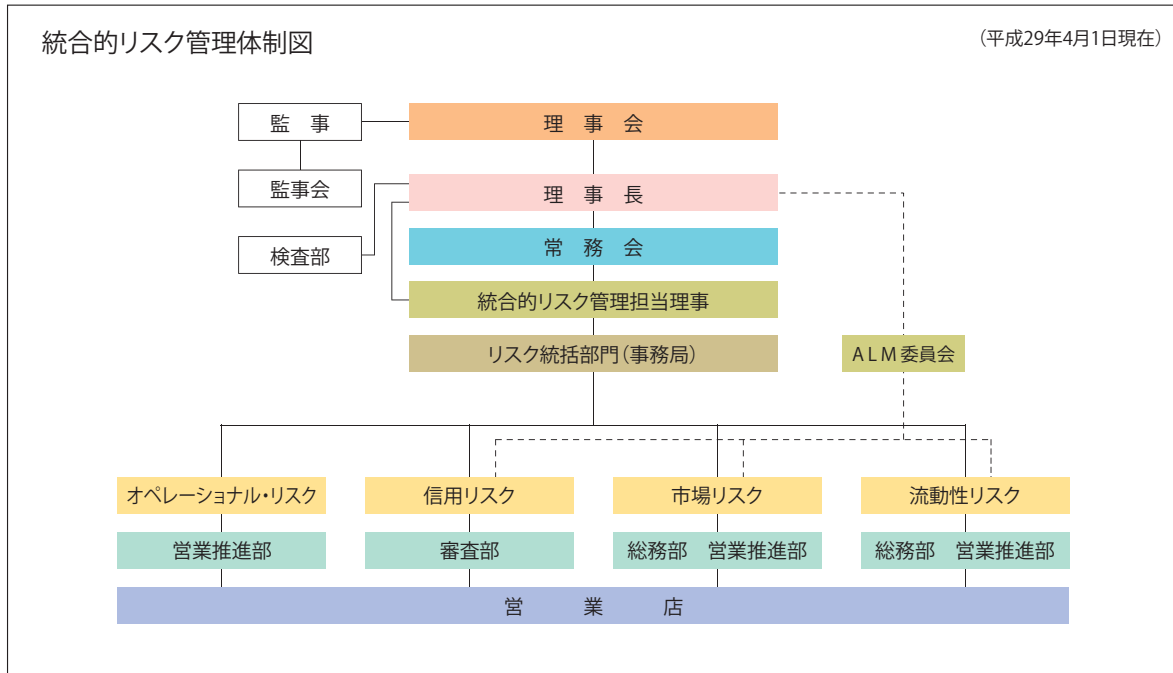 統合的リスク管理体制図
（平成29年4月1日現在）
監　事
理　事　会
監事会
理　事　長
検査部
常　務　会
統合的リスク管理担当理事
リスク統括部門（事務局）
ＡＬＭ委員会
オペレーショナル・リスク
信用リスク
市場リスク
流動性リスク
営業推進部
審査部
総務部　営業推進部
総務部　営業推進部
営　業　店